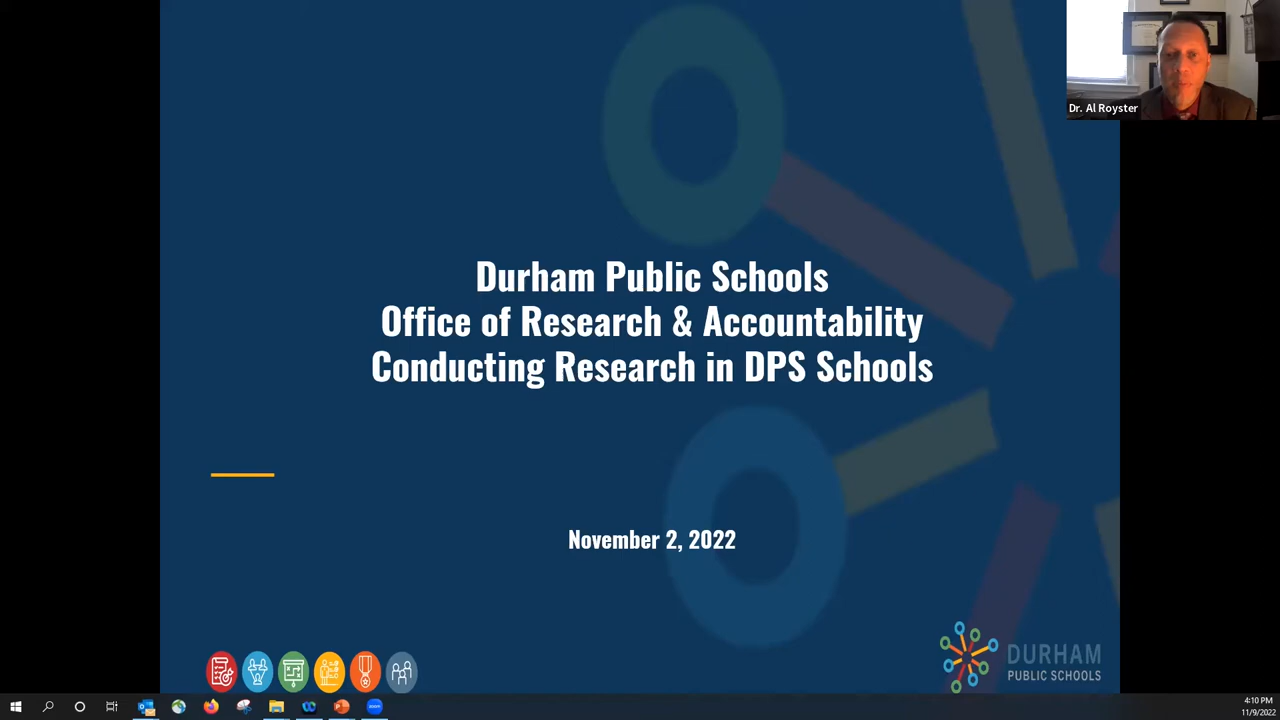 Dr. Al Royster
Durham Public Schools
Office of Research & Accountability
Conducting Research in DPS Schools
November 2, 2022
DURHAM
PUBLIC SCHOOLS
4:10 PM
11/9/2022